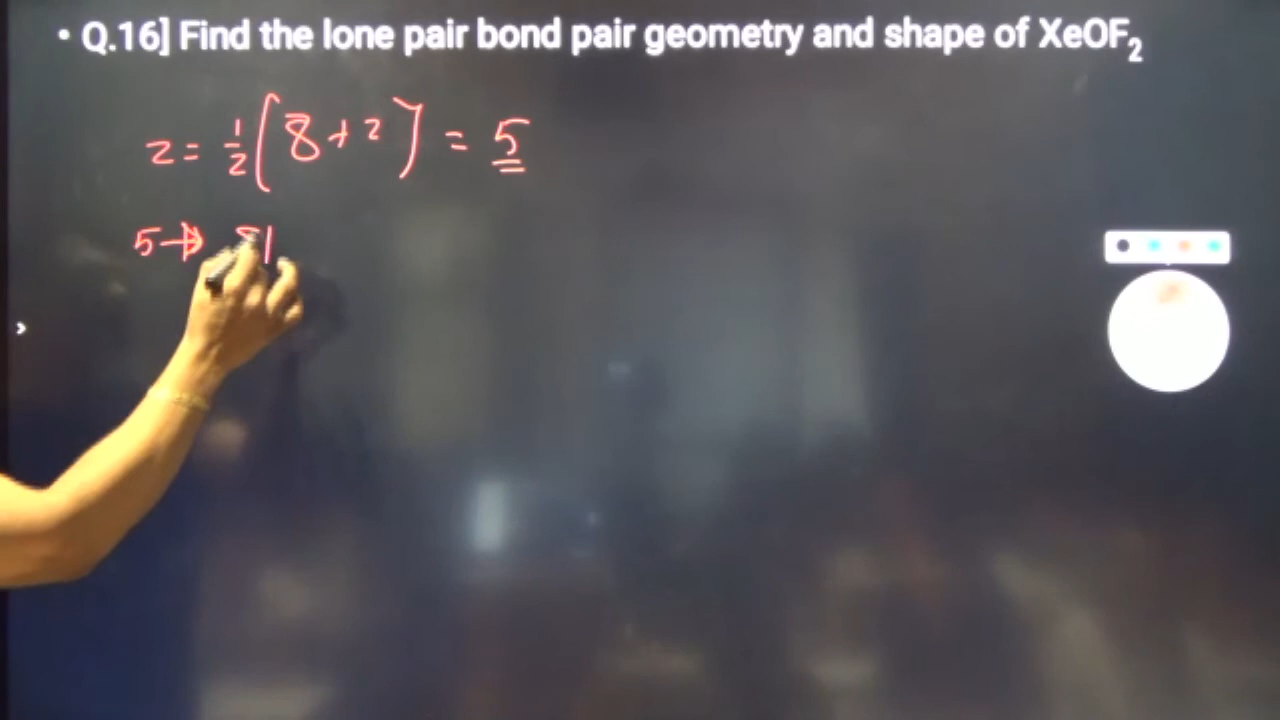 • Q.16] Find the lone pair bond pair geometry and shape of XeOF₂
z = 1/2 (8+2) = 5
5 →